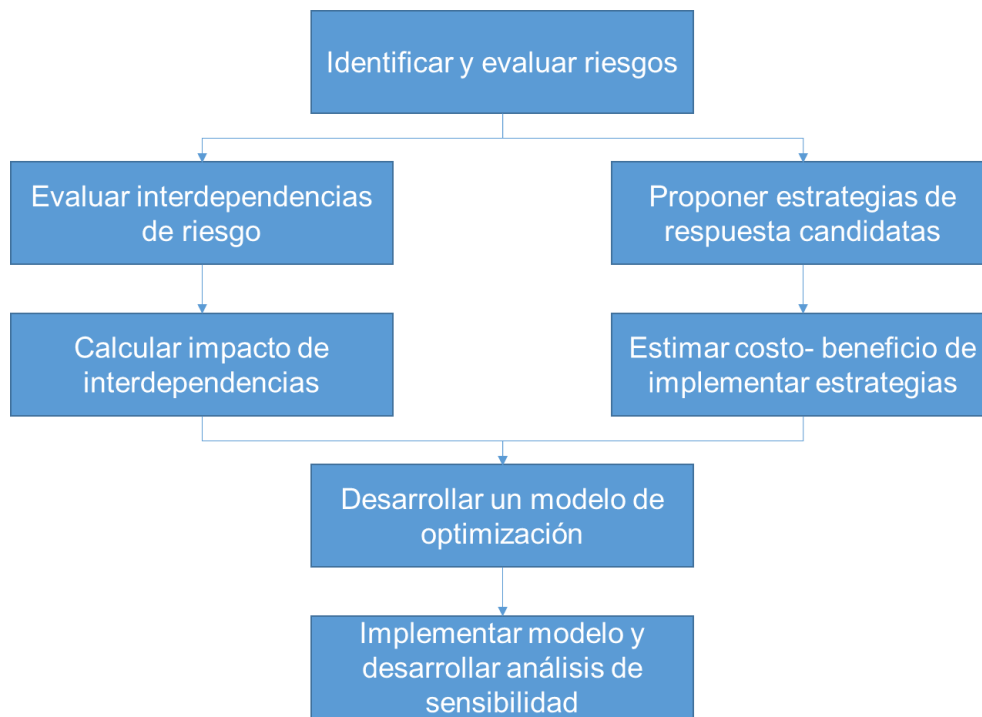 Identificar y evaluar riesgos
Evaluar interdependencias
de riesgo
Proponer estrategias de
respuesta candidatas
Calcular impacto de
interdependencias
Estimar costo- beneficio de
implementar estrategias
Desarrollar un modelo de
optimización
Implementar modelo y
desarrollar análisis de
sensibilidad